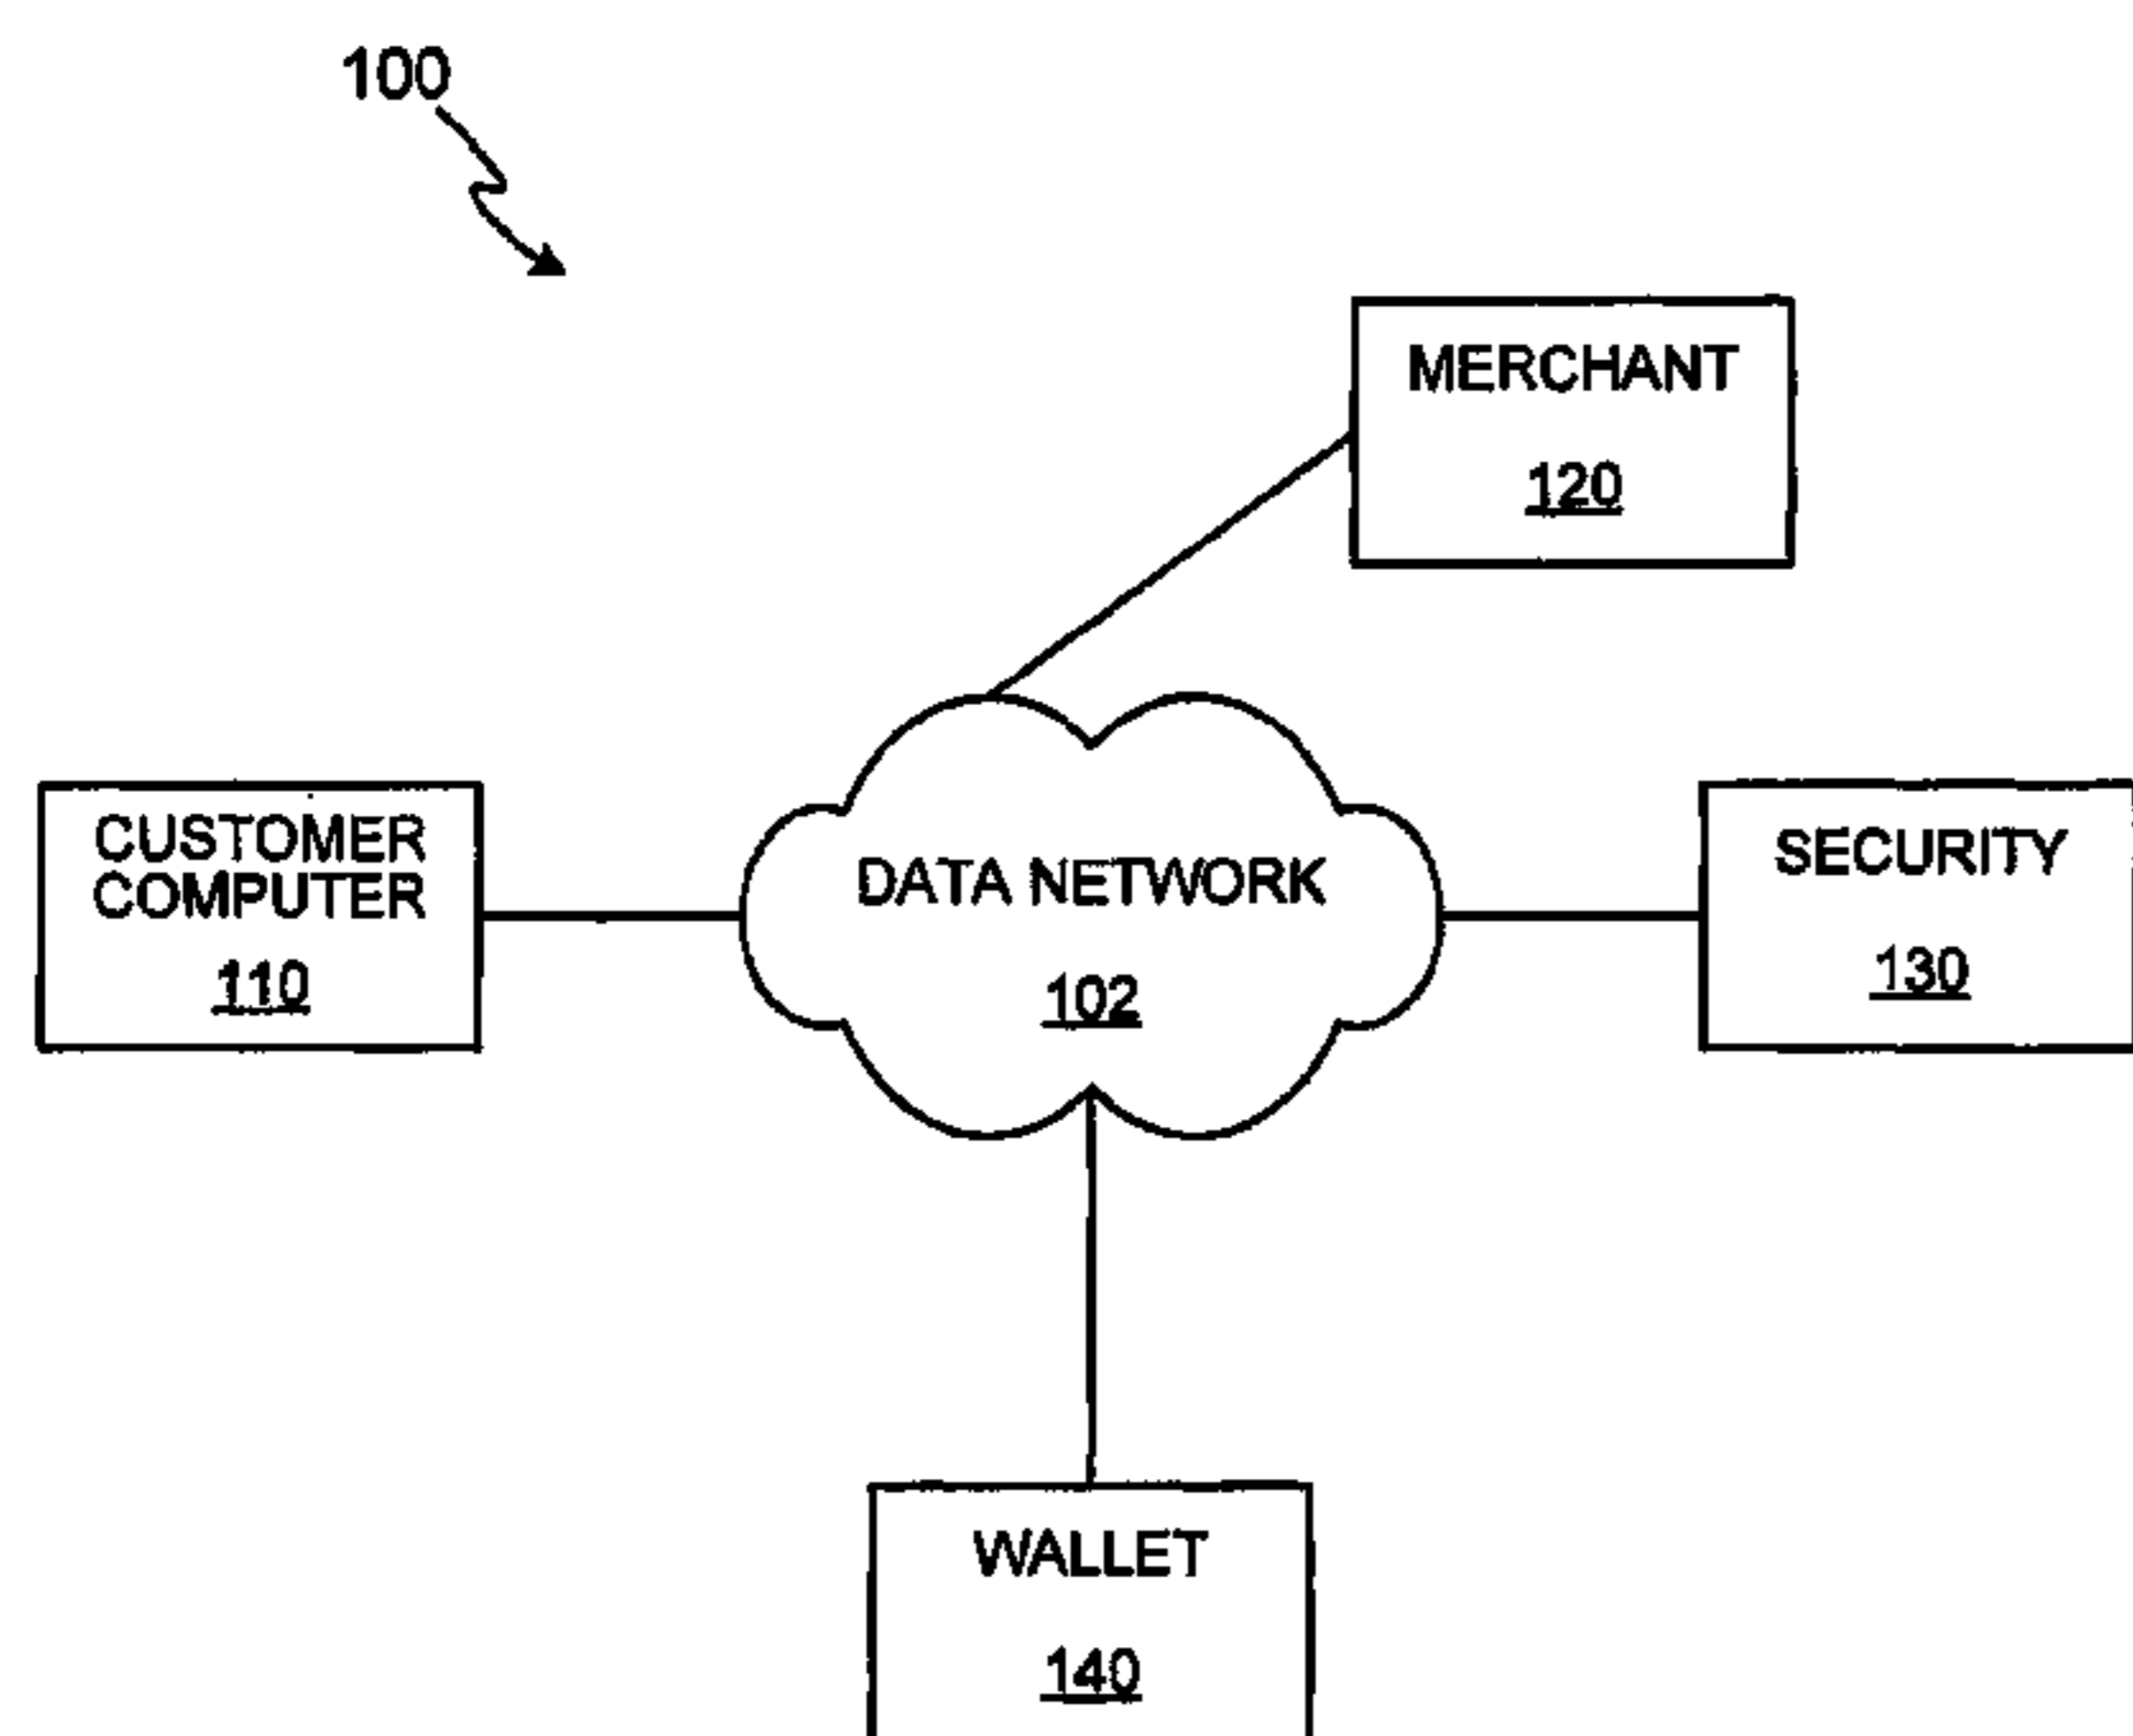 100
MERCHANT
120
CUSTOMER
COMPUTER
110
DATA NETWORK
102
SECURITY
130
WALLET
140